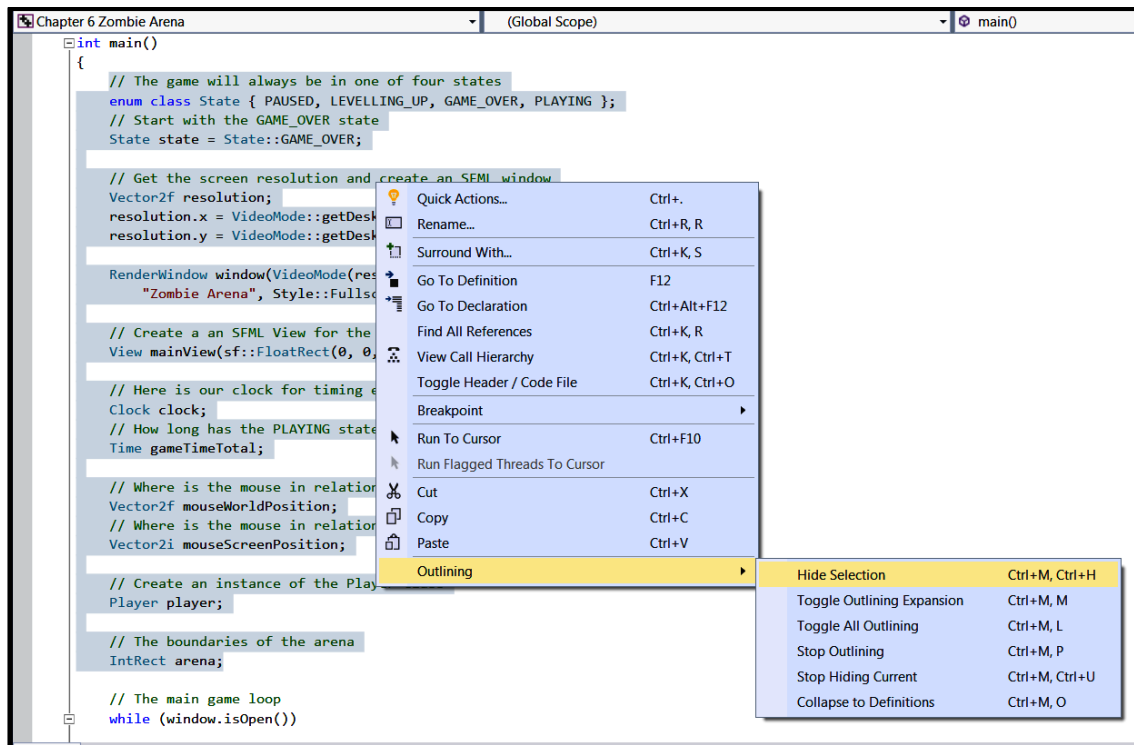 Chapter 6 Zombie Arena (Global Scope) main()
int main()
{
// The game will always be in one of four states
enum class State { PAUSED, LEVELLING_UP, GAME_OVER, PLAYING };
// Start with the GAME_OVER state
State state = State::GAME_OVER;
// Get the screen resolution and create an SFML window
Vector2f resolution;
resolution.x = VideoMode::getDesk
resolution.y = VideoMode::getDesk
RenderWindow window(VideoMode(res
"Zombie Arena", Style::Fullsc
// Create a an SFML View for the
View mainView(sf::FloatRect(0, 0,
// Here is our clock for timing e
Clock clock;
// How long has the PLAYING state
Time gameTimeTotal;
// Where is the mouse in relation
Vector2f mouseWorldPosition;
// Where is the mouse in relation
Vector2i mouseScreenPosition;
// Create an instance of the Play
Player player;
// The boundaries of the arena
IntRect arena;
// The main game loop
while (window.isOpen())
Quick Actions... Ctrl+.
Rename... Ctrl+R, R
Surround With... Ctrl+K, S
Go To Definition F12
Go To Declaration Ctrl+Alt+F12
Find All References Ctrl+K, R
View Call Hierarchy Ctrl+K, Ctrl+T
Toggle Header / Code File Ctrl+K, Ctrl+O
Breakpoint
Run To Cursor Ctrl+F10
Run Flagged Threads To Cursor
Cut Ctrl+X
Copy Ctrl+C
Paste Ctrl+V
Outlining
Hide Selection Ctrl+M, Ctrl+H
Toggle Outlining Expansion Ctrl+M, M
Toggle All Outlining Ctrl+M, L
Stop Outlining Ctrl+M, P
Stop Hiding Current Ctrl+M, Ctrl+U
Collapse to Definitions Ctrl+M, O